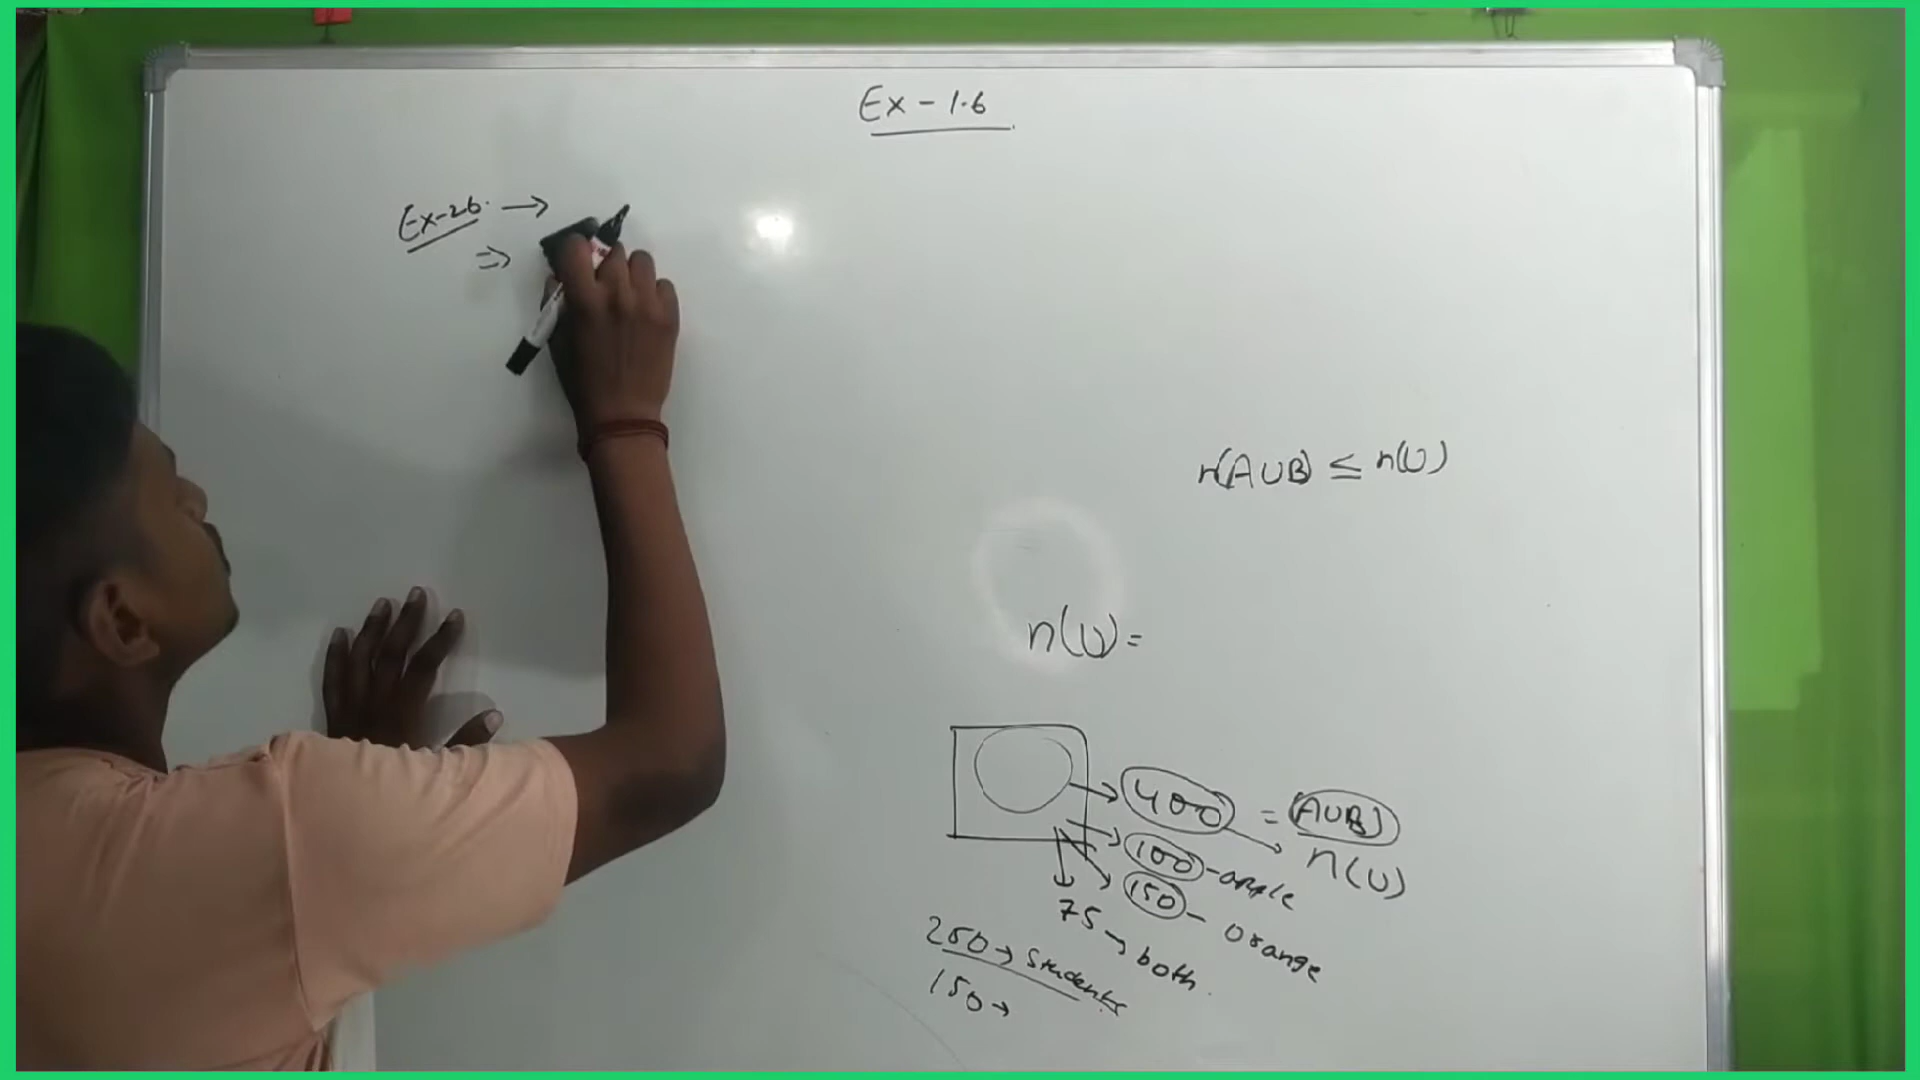 Ex - 1.6
Ex-26. →
⇒
n(A∪B) ≤ n(U)
n(U) =
400 = (A∪B)
n(U)
100 - apple
150 - orange
75 → both.
250 → students
150 →